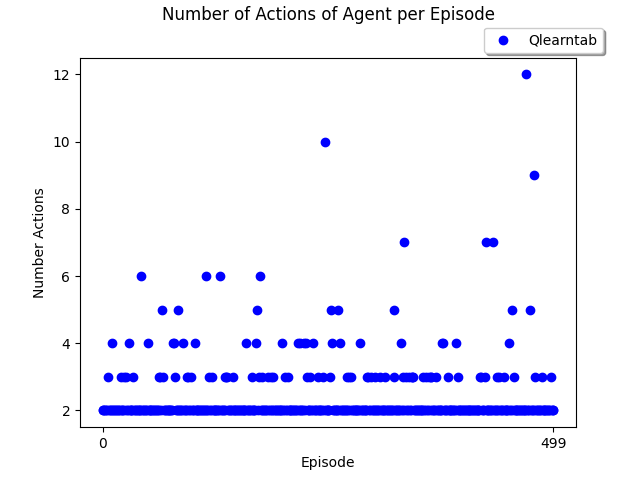 Number of Actions of Agent per Episode
Qlearntab
12
10
8
6
4
2
Number Actions
0
499
Episode